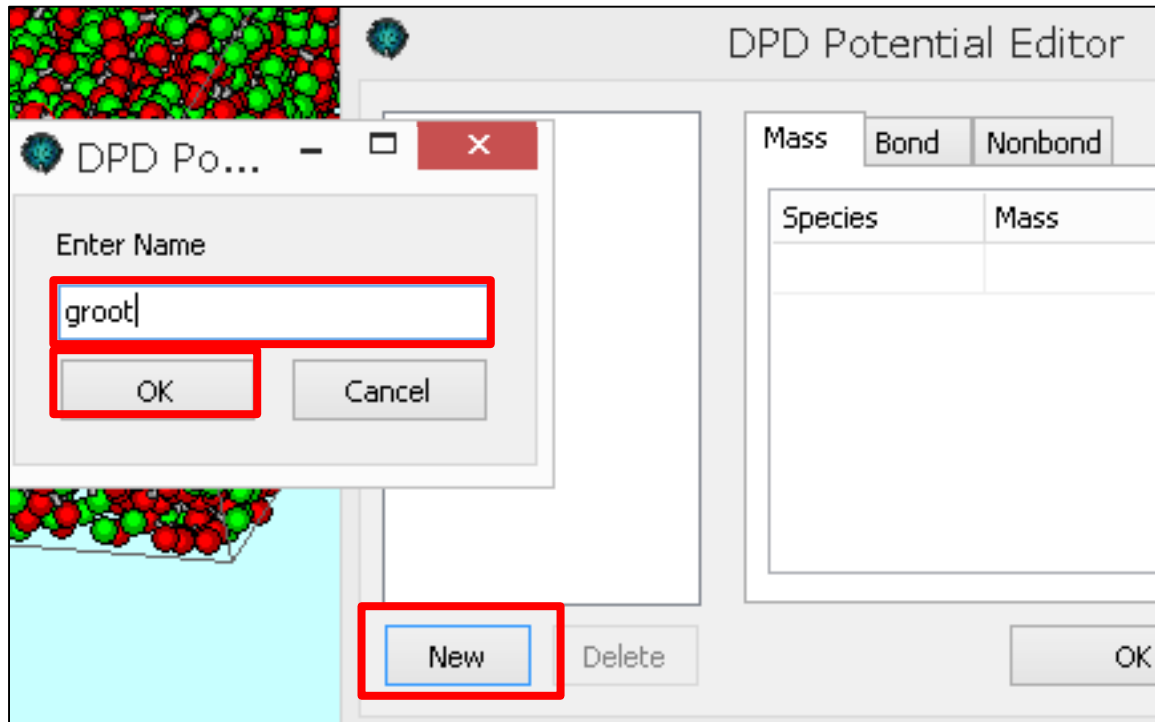 DPD Potential Editor
DPD Po...
Enter Name
groot
OK Cancel
Mass Bond Nonbond
Species Mass
New Delete OK